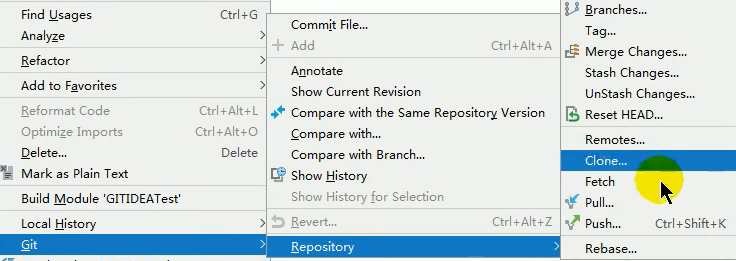 Find Usages Ctrl+G
Analyze
Refactor
Add to Favorites
Reformat Code Ctrl+Alt+L
Optimize Imports Ctrl+Alt+O
Delete... Delete
Mark as Plain Text
Build Module 'GITIDEATest'
Local History
Git
Commit File...
Add Ctrl+Alt+A
Annotate
Show Current Revision
Compare with the Same Repository Version
Compare with...
Compare with Branch...
Show History
Show History for Selection
Revert... Ctrl+Alt+Z
Repository
Branches...
Tag...
Merge Changes...
Stash Changes...
UnStash Changes...
Reset HEAD...
Remotes...
Clone...
Fetch
Pull...
Push... Ctrl+Shift+K
Rebase...